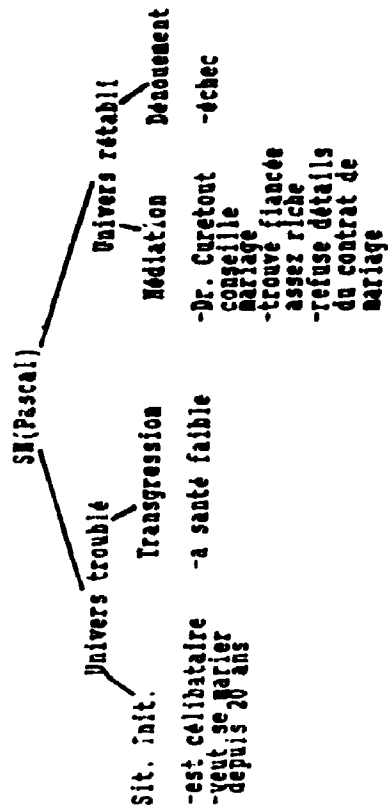 SN(Pascal)
Univers troublé
Univers rétabli
Sit. init.
Transgression
Médiation
Dénouement
-est célibataire
-veut se marier
depuis 20 ans
-a santé faible
-Dr. Curetout
conseille
mariage
-trouve fiancée
assez riche
-refuse détails
du contrat de
mariage
-échec